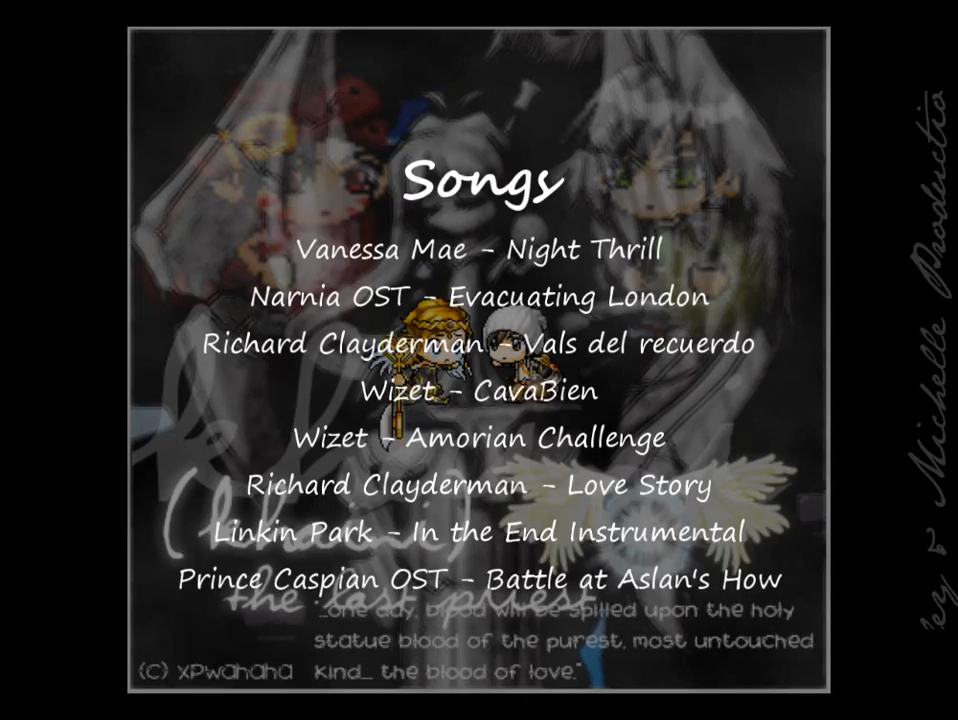 Songs
Vanessa Mae - Night Thrill
Narnia OST - Evacuating London
Richard Clayderman - Vals del recuerdo
Wizet - CavaBien
Wizet - Amorian Challenge
Richard Clayderman - Love Story
Linkin Park - In the End Instrumental
Prince Caspian OST - Battle at Aslan's How
(khaini)
the last priest
"...one day, blood will be spilled upon the holy
statue blood of the purest, most untouched
kind... the blood of love."
(C) XPwahaha
Michelle Productio